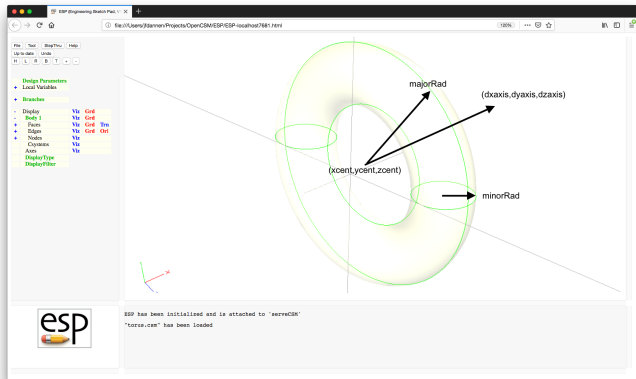 ESP (Engineering Sketch Pad, V
file:///Users/jfdannen/Projects/OpenCSM/ESP/ESP-localhost7681.html
120%
File Tool StepThru Help
Up to date Undo
H L R B T + -
Design Parameters
+ Local Variables
+ Branches
- Display Viz Grd
- Body 1 Viz Grd
+ Faces Viz Grd Trn
+ Edges Viz Grd Ori
+ Nodes Viz
Csystems Viz
Axes Viz
DisplayType
DisplayFilter
majorRad
(dxaxis,dyaxis,dzaxis)
(xcent,ycent,zcent)
minorRad
X
esp
ESP has been initialized and is attached to 'serveCSM'
"torus.csm" has been loaded